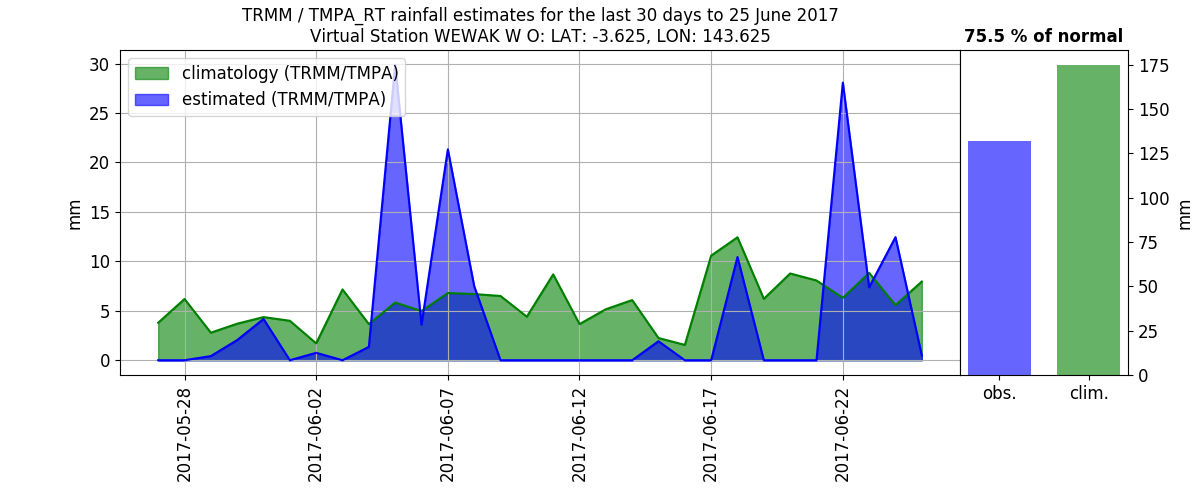 TRMM / TMPA_RT rainfall estimates for the last 30 days to 25 June 2017
Virtual Station WEWAK W O: LAT: -3.625, LON: 143.625
75.5 % of normal
climatology (TRMM/TMPA)
estimated (TRMM/TMPA)
30
25
20
15
10
5
0
mm
2017-05-28
2017-06-02
2017-06-07
2017-06-12
2017-06-17
2017-06-22
175
150
125
100
75
50
25
0
mm
obs.
clim.